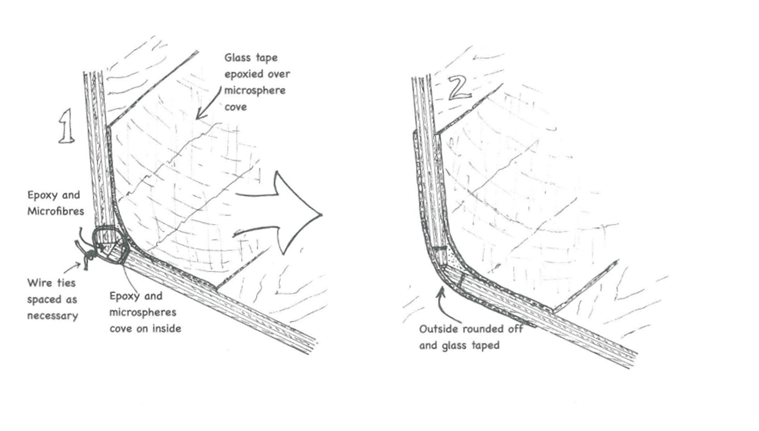 1
Glass tape
epoxied over
microsphere
cove
Epoxy and
Microfibres
Wire ties
spaced as
necessary
Epoxy and
microspheres
cove on inside
2
Outside rounded off
and glass taped